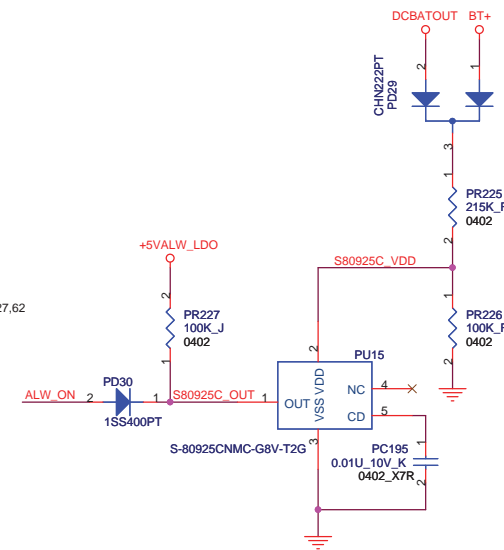 DCBATOUT BT+
2 1
CHN222PT
PD29
3
1
PR225
215K_F
0402
2
+5VALW_LDO
S80925C_VDD
27,62
2
PR227
100K_J
0402
1
1
PR226
100K_F
0402
2
2
PU15
PD30
ALW_ON 2 1 S80925C_OUT 1
1SS400PT
OUT VDD VSS
NC 4
CD 5
S-80925CNMC-G8V-T2G
3
PC195
0.01U_10V_K
0402_X7R
1
2